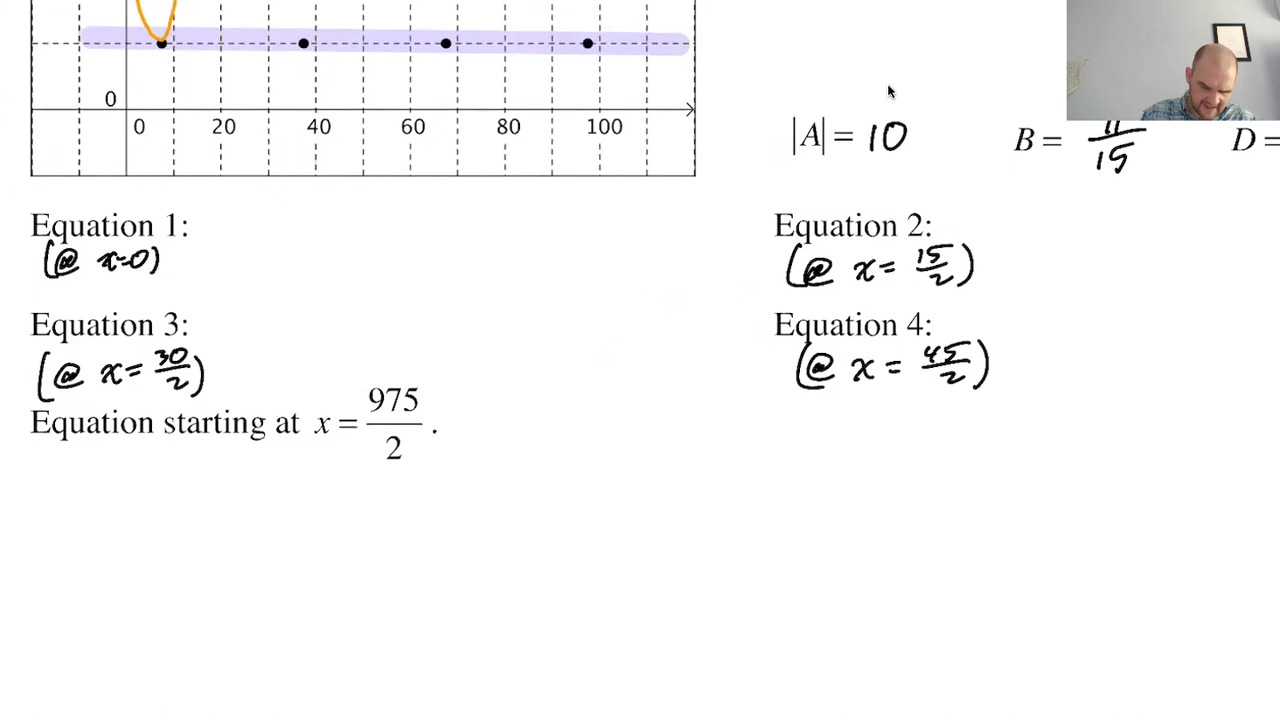 0
0 20 40 60 80 100
|A| = 10 B = π/15 D =
Equation 1: Equation 2:
(@ x=0) (@ x = 15/2)
Equation 3: Equation 4:
(@ x = 30/2) (@ x = 45/2)
Equation starting at x = 975/2 .